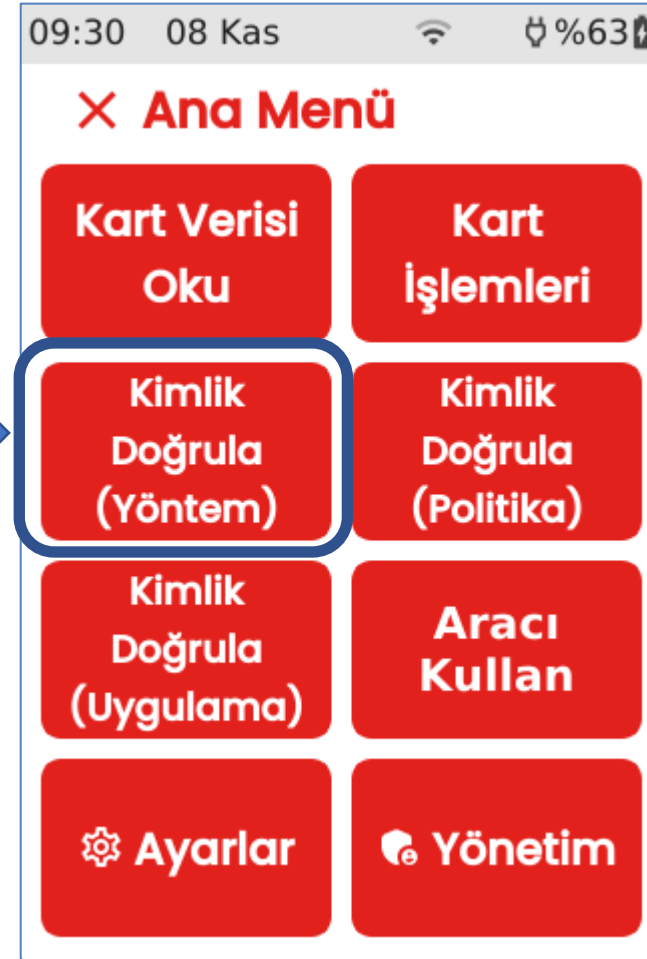 09:30 08 Kas %63
× Ana Menü
Kart Verisi
Oku
Kart
İşlemleri
Kimlik
Doğrula
(Yöntem)
Kimlik
Doğrula
(Politika)
Kimlik
Doğrula
(Uygulama)
Aracı
Kullan
Ayarlar
Yönetim